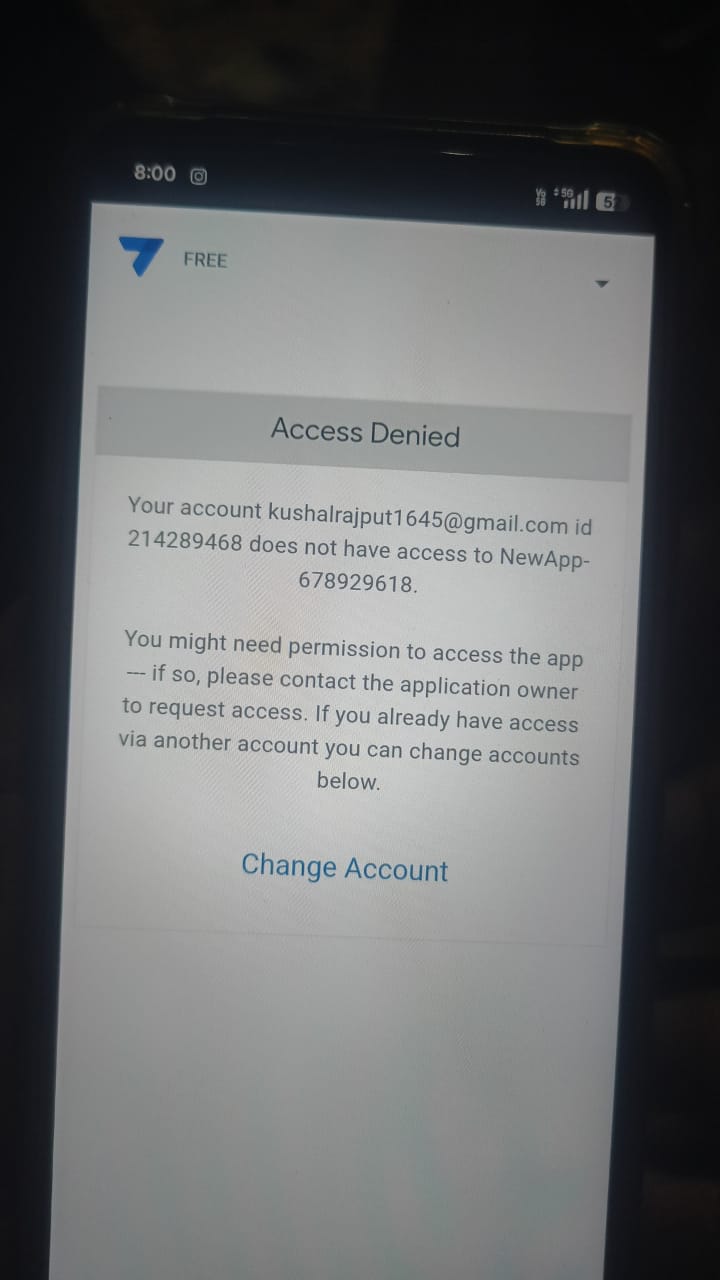 8:00
Vo 5G 5G
FREE
Access Denied
Your account kushalrajput1645@gmail.com id
214289468 does not have access to NewApp-
678929618.
You might need permission to access the app
--- if so, please contact the application owner
to request access. If you already have access
via another account you can change accounts
below.
Change Account